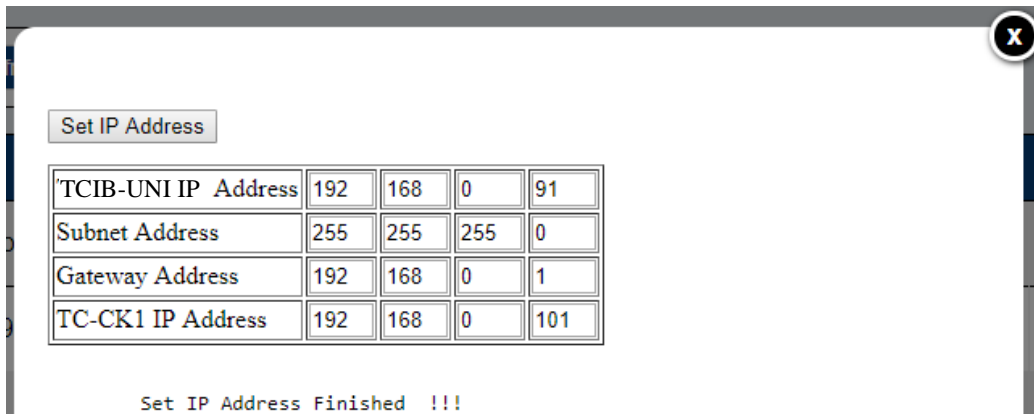 x
Set IP Address
'TCIB-UNI IP Address 192 168 0 91
Subnet Address 255 255 255 0
Gateway Address 192 168 0 1
TC-CK1 IP Address 192 168 0 101
Set IP Address Finished !!!